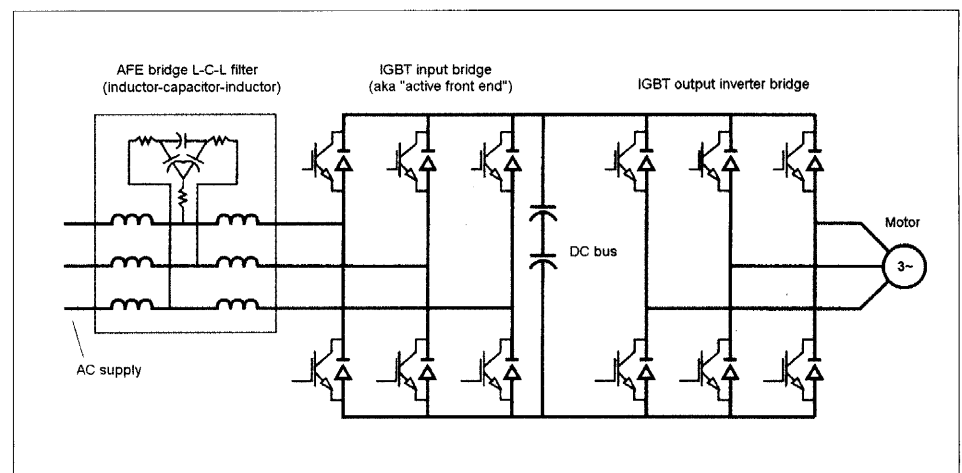 AFE bridge L-C-L filter
(inductor-capacitor-inductor)
IGBT input bridge
(aka "active front end")
IGBT output inverter bridge
DC bus
Motor
3~
AC supply